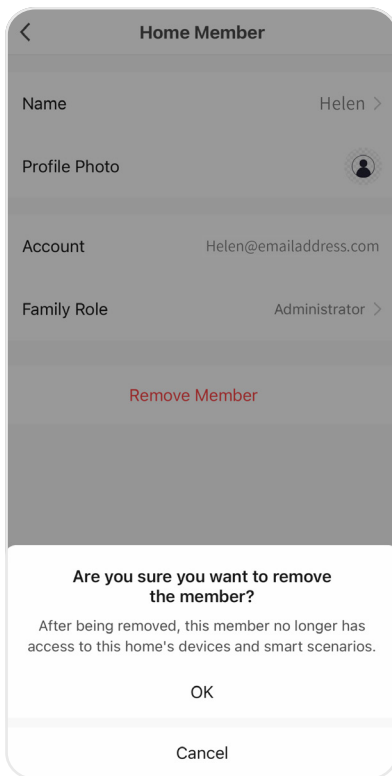 Home Member
Name Helen
Profile Photo
Account Helen@emailaddress.com
Family Role Administrator
Remove Member
Are you sure you want to remove
the member?
After being removed, this member no longer has
access to this home's devices and smart scenarios.
OK
Cancel